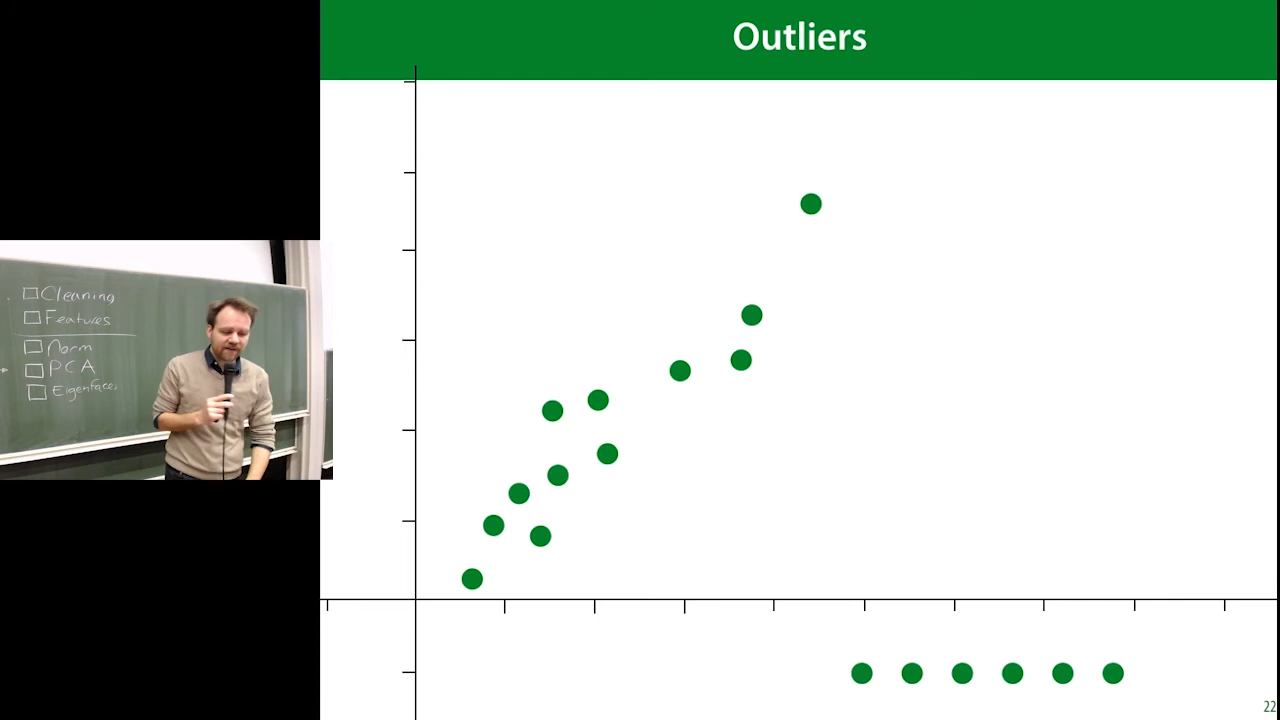 Outliers
Cleaning
Features
Norm
PCA
Eigenfaces
22